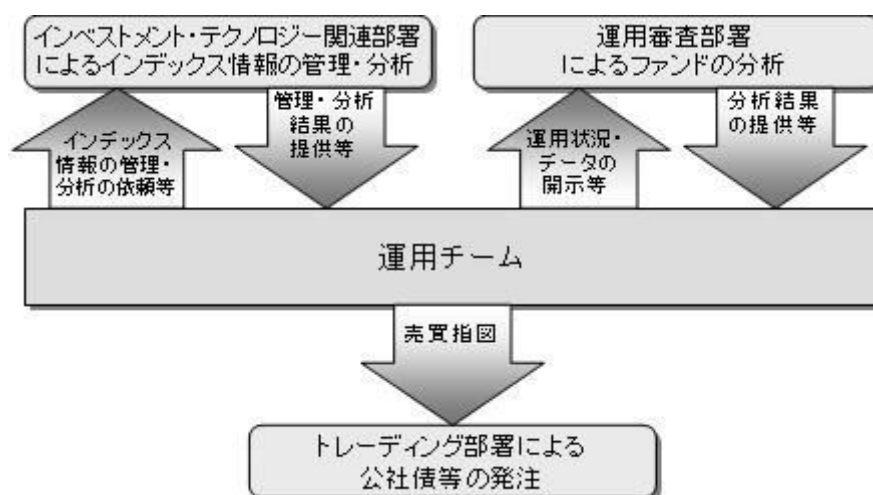 インベストメント・テクノロジー関連部署
によるインデックス情報の管理・分析
運用審査部署
によるファンドの分析
インデックス
情報の管理・
分析の依頼等
管理・分析
結果の
提供等
運用状況・
データの
開示等
分析結果
の提供等
運用チーム
売買指図
トレーディング部署による
公社債等の発注